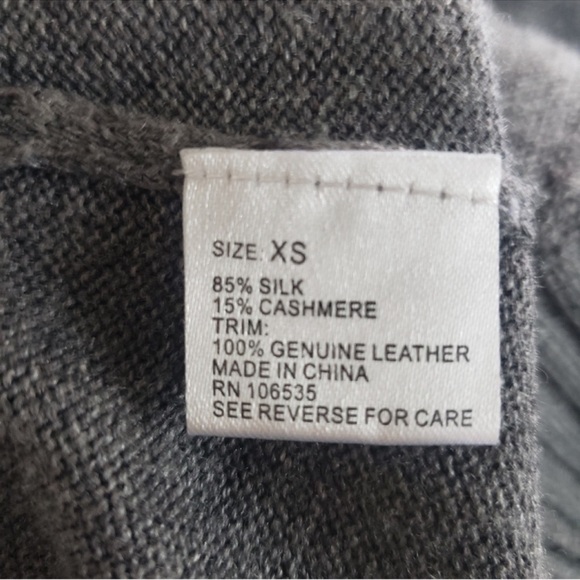 SIZE: XS
85% SILK
15% CASHMERE
TRIM:
100% GENUINE LEATHER
MADE IN CHINA
RN 106535
SEE REVERSE FOR CARE